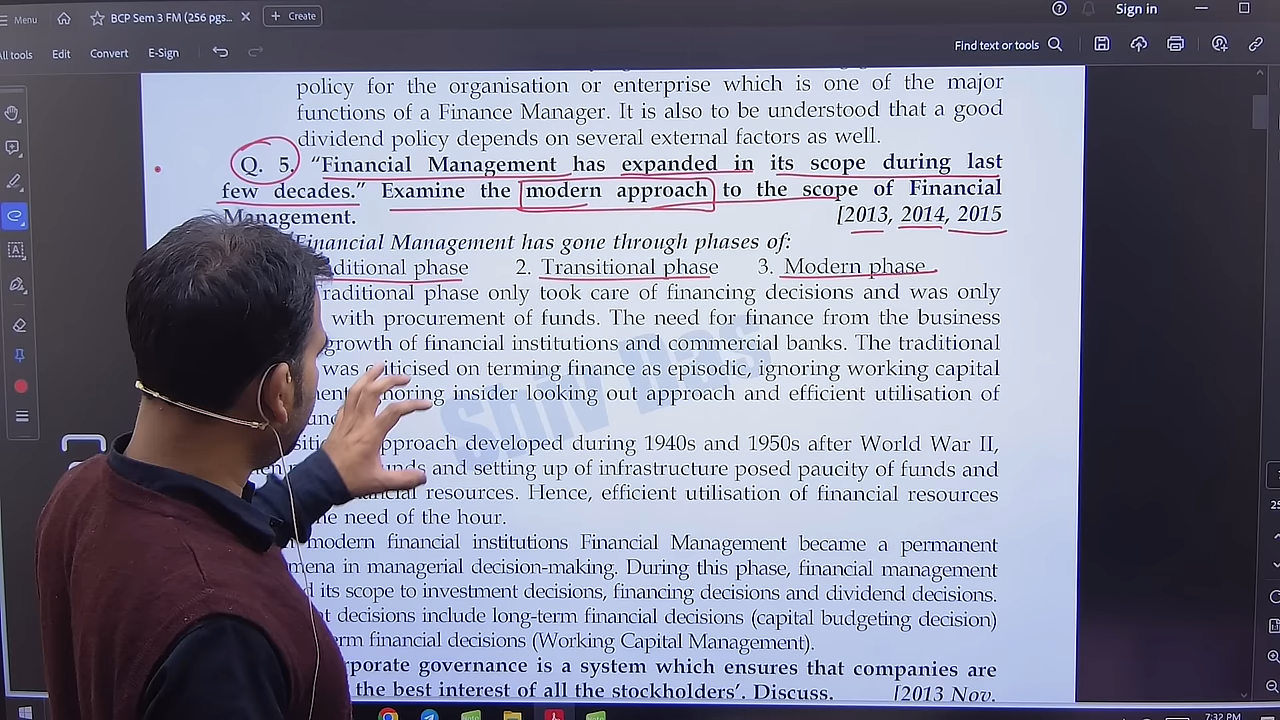 Menu
BCP Sem 3 FM (256 pgs...
Create
Sign in
All tools
Edit
Convert
E-Sign
Find text or tools
policy for the organisation or enterprise which is one of the major
functions of a Finance Manager. It is also to be understood that a good
dividend policy depends on several external factors as well.
Q. 5. “Financial Management has expanded in its scope during last
few decades.” Examine the modern approach to the scope of Financial
Management. [2013, 2014, 2015
Financial Management has gone through phases of:
ditional phase 2. Transitional phase 3. Modern phase
raditional phase only took care of financing decisions and was only
with procurement of funds. The need for finance from the business
growth of financial institutions and commercial banks. The traditional
was criticised on terming finance as episodic, ignoring working capital
noring insider looking out approach and efficient utilisation of
pproach developed during 1940s and 1950s after World War II,
unds and setting up of infrastructure posed paucity of funds and
ncial resources. Hence, efficient utilisation of financial resources
he need of the hour.
modern financial institutions Financial Management became a permanent
mena in managerial decision-making. During this phase, financial management
d its scope to investment decisions, financing decisions and dividend decisions.
t decisions include long-term financial decisions (capital budgeting decision)
rm financial decisions (Working Capital Management).
rporate governance is a system which ensures that companies are
the best interest of all the stockholders’. Discuss. [2013 Nov.
Shiv Das
7:32 PM